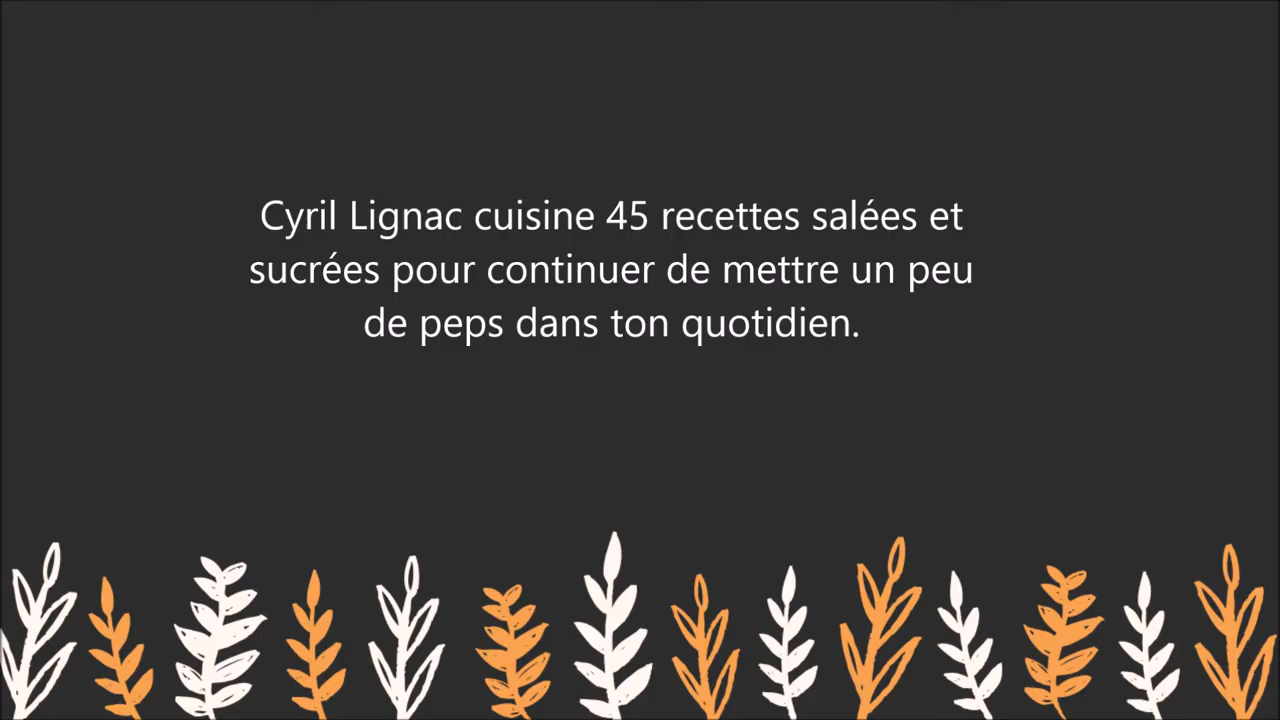 Cyril Lignac cuisine 45 recettes salées et
sucrées pour continuer de mettre un peu
de peps dans ton quotidien.